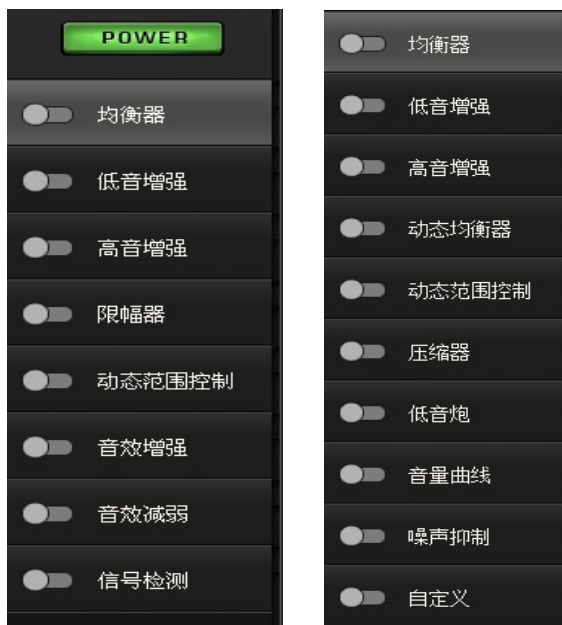 POWER
均衡器
低音增强
高音增强
限幅器
动态范围控制
音效增强
音效减弱
信号检测
均衡器
低音增强
高音增强
动态均衡器
动态范围控制
压缩器
低音炮
音量曲线
噪声抑制
自定义